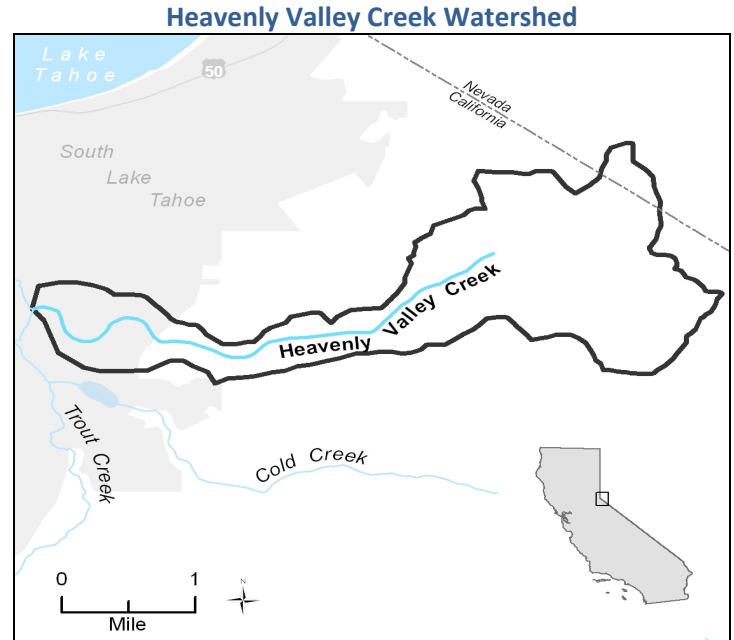 Heavenly Valley Creek Watershed
Lake
Tahoe
50
Nevada
California
South
Lake
Tahoe
Heavenly Valley Creek
Trout Creek
Cold Creek
0 1
Mile
N